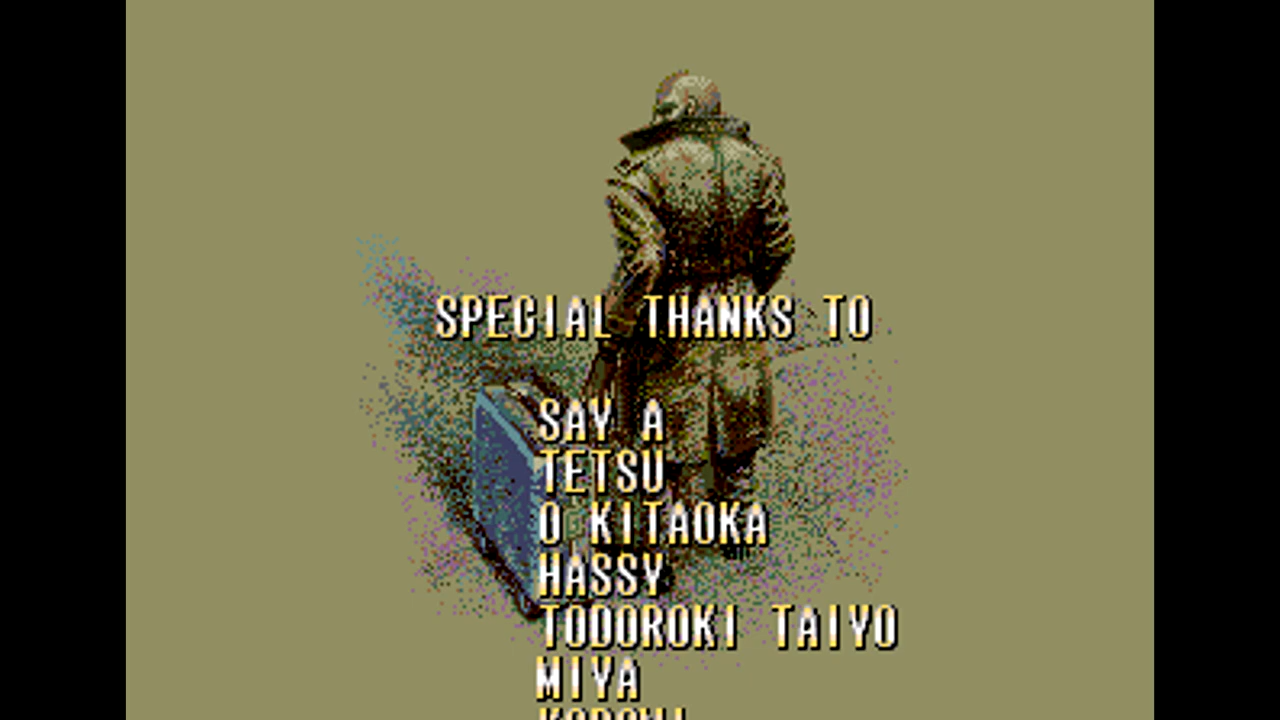 SPECIAL THANKS TO
SAY A
TETSU
O KITAOKA
HASSY
TODOROKI TAIYO
MIYA